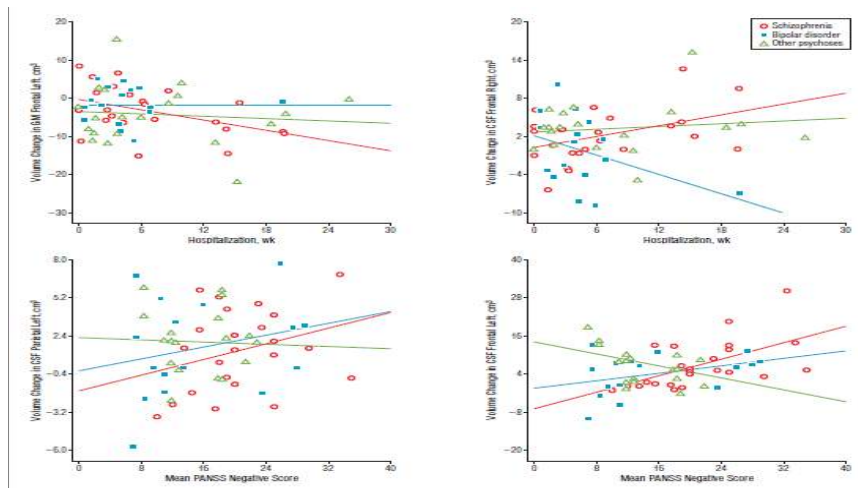 Volume Change in GM Frontal Left, cm³
20
10
0
−10
−20
−30
0 6 12 18 24 30
Hospitalization, wk
Volume Change in CSF Frontal Right, cm³
20
14
8
2
−4
−10
0 6 12 18 24 30
Hospitalization, wk
Schizophrenia
Bipolar disorder
Other psychoses
Volume Change in CSF Parietal Left, cm³
8.0
5.2
2.4
−0.4
−3.2
−6.0
0 8 16 24 32 40
Mean PANSS Negative Score
Volume Change in CSF Frontal Left, cm³
40
28
16
4
−8
−20
0 8 16 24 32 40
Mean PANSS Negative Score